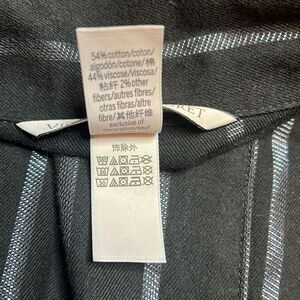 54% cotton/coton/
algodón/cotone/棉
44% viscose/viscosa/
粘纤 2% other
fibers/autres fibres/
otras fibras/altre
fibre/其他纤维
exclusive of
decoration/sauf
饰除外